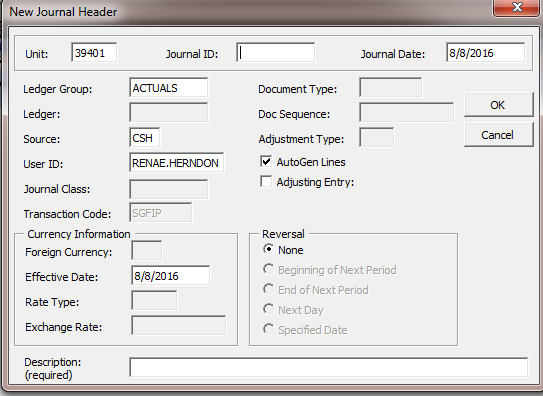 New Journal Header
X
Unit: 39401 Journal ID: Journal Date: 8/8/2016
Ledger Group: ACTUALS Document Type:
Ledger: Doc Sequence: OK
Source: CSH Adjustment Type: Cancel
User ID: RENAE.HERNDON AutoGen Lines
Journal Class: Adjusting Entry:
Transaction Code: SGFIP
Currency Information Reversal
Foreign Currency: None
Effective Date: 8/8/2016 Beginning of Next Period
Rate Type: End of Next Period
Next Day
Exchange Rate: Specified Date
Description:
(required)